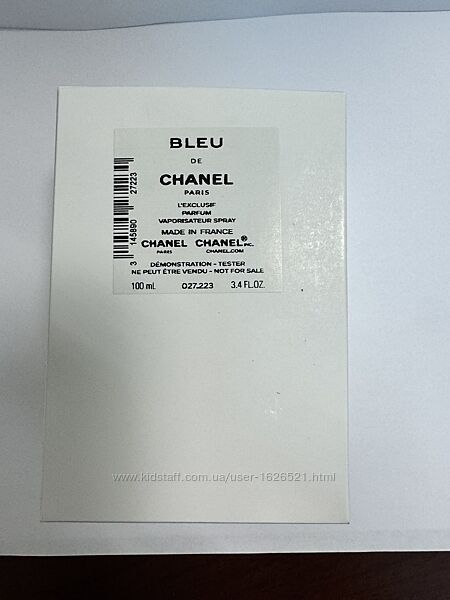 BLEU
DE
CHANEL
PARIS
L'EXCLUSIF
PARFUM
VAPORISATEUR SPRAY
MADE IN FRANCE
CHANEL CHANEL® INC.
PARIS CHANEL.COM
DÉMONSTRATION - TESTER
NE PEUT ÊTRE VENDU - NOT FOR SALE
100 mL 027.223 3.4 FL.OZ.
3 145890 27223
www.kidstaff.com.ua/user-1626521.html